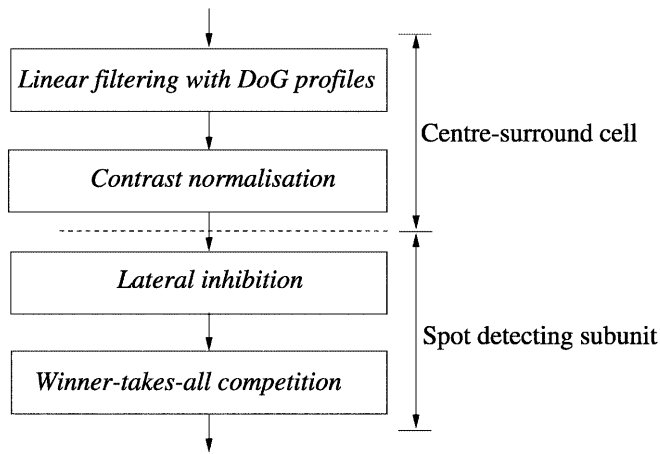 Linear filtering with DoG profiles
Centre-surround cell
Contrast normalisation
Lateral inhibition
Spot detecting subunit
Winner-takes-all competition